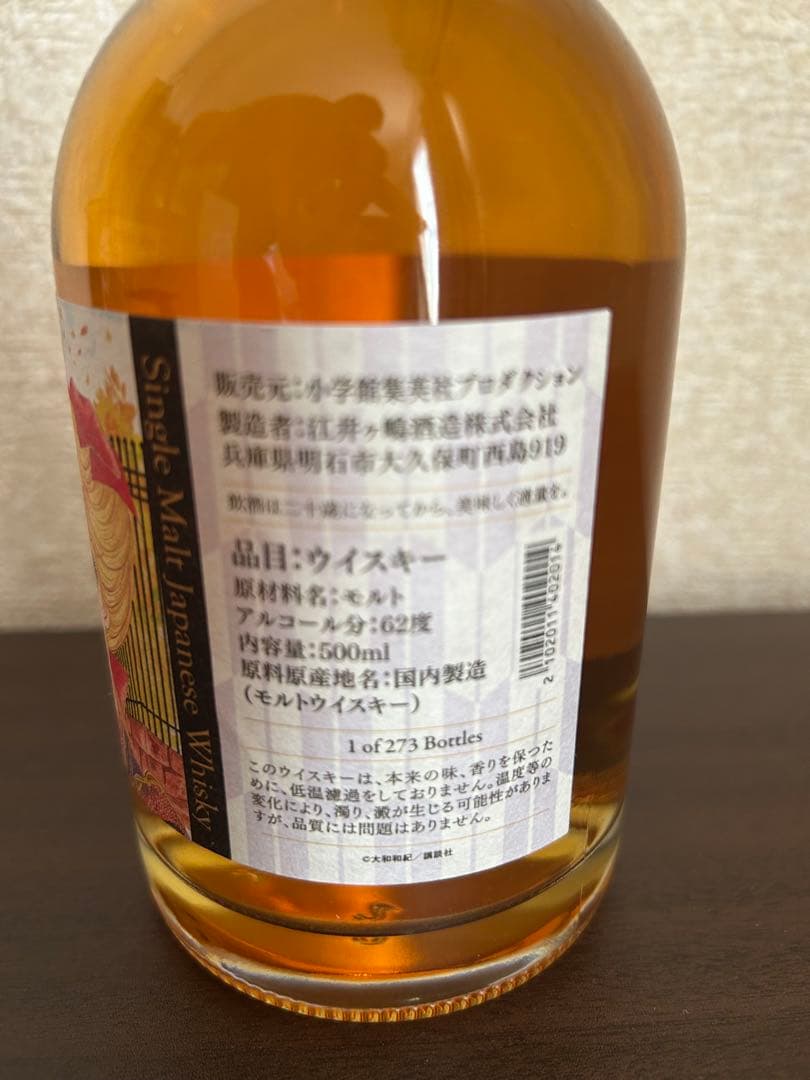 Single Malt Japanese Whisky
販売元：小学館集英社プロダクション
製造者：江井ヶ嶋酒造株式会社
兵庫県明石市大久保町西島919
飲酒は二十歳になってから、美味しく適量を。
品目：ウイスキー
原材料名：モルト
アルコール分：62度
内容量：500ml
原料原産地名：国内製造
（モルトウイスキー）
2102011402014
1 of 273 Bottles
このウイスキーは、本来の味、香りを保つた
めに、低温濾過をしておりません。温度等の
変化により、濁り、澱が生じる可能性がありま
すが、品質には問題はありません。
©大和和紀／講談社